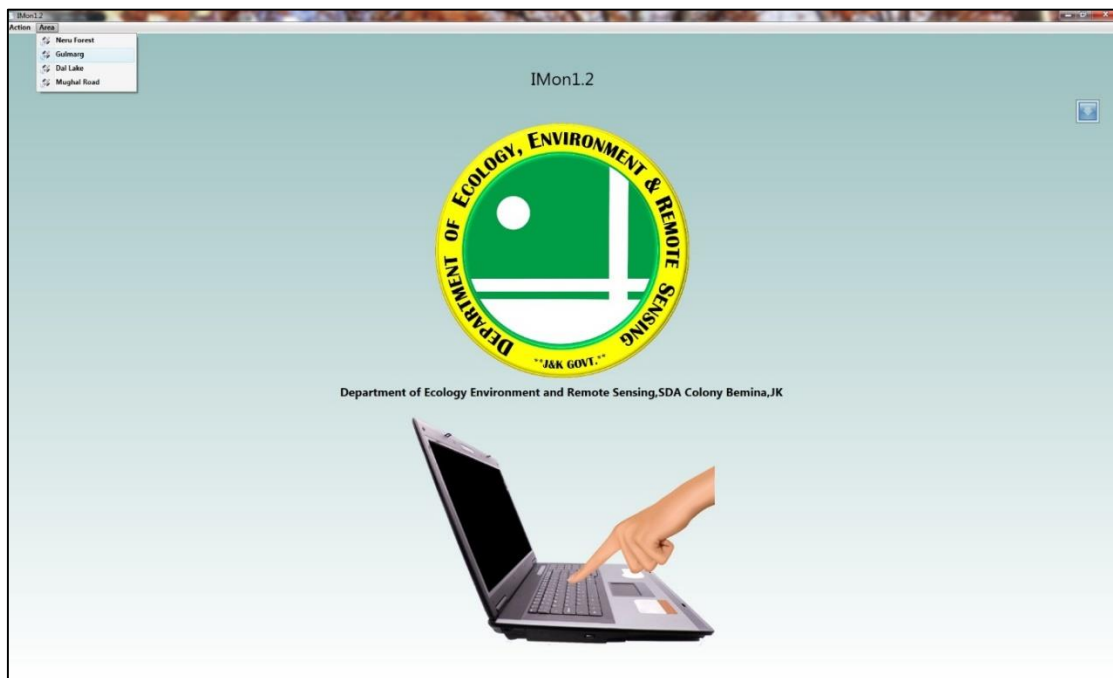 IMon1.2
Action Area
Neru Forest
Gulmarg
Dal Lake
Mughal Road
IMon1.2
DEPARTMENT OF ECOLOGY, ENVIRONMENT & REMOTE SENSING
**J&K GOVT.**
Department of Ecology Environment and Remote Sensing,SDA Colony Bemina,JK